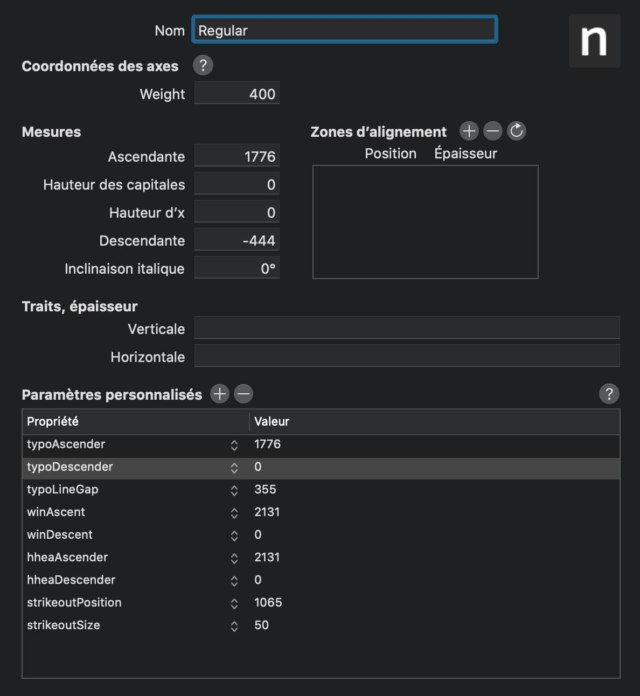 Nom Regular
n
Coordonnées des axes ?
Weight 400
Mesures
Ascendante 1776
Hauteur des capitales 0
Hauteur d’x 0
Descendante -444
Inclinaison italique 0°
Zones d’alignement
Position Épaisseur
Traits, épaisseur
Verticale
Horizontale
Paramètres personnalisés ?
Propriété Valeur
typoAscender 1776
typoDescender 0
typoLineGap 355
winAscent 2131
winDescent 0
hheaAscender 2131
hheaDescender 0
strikeoutPosition 1065
strikeoutSize 50